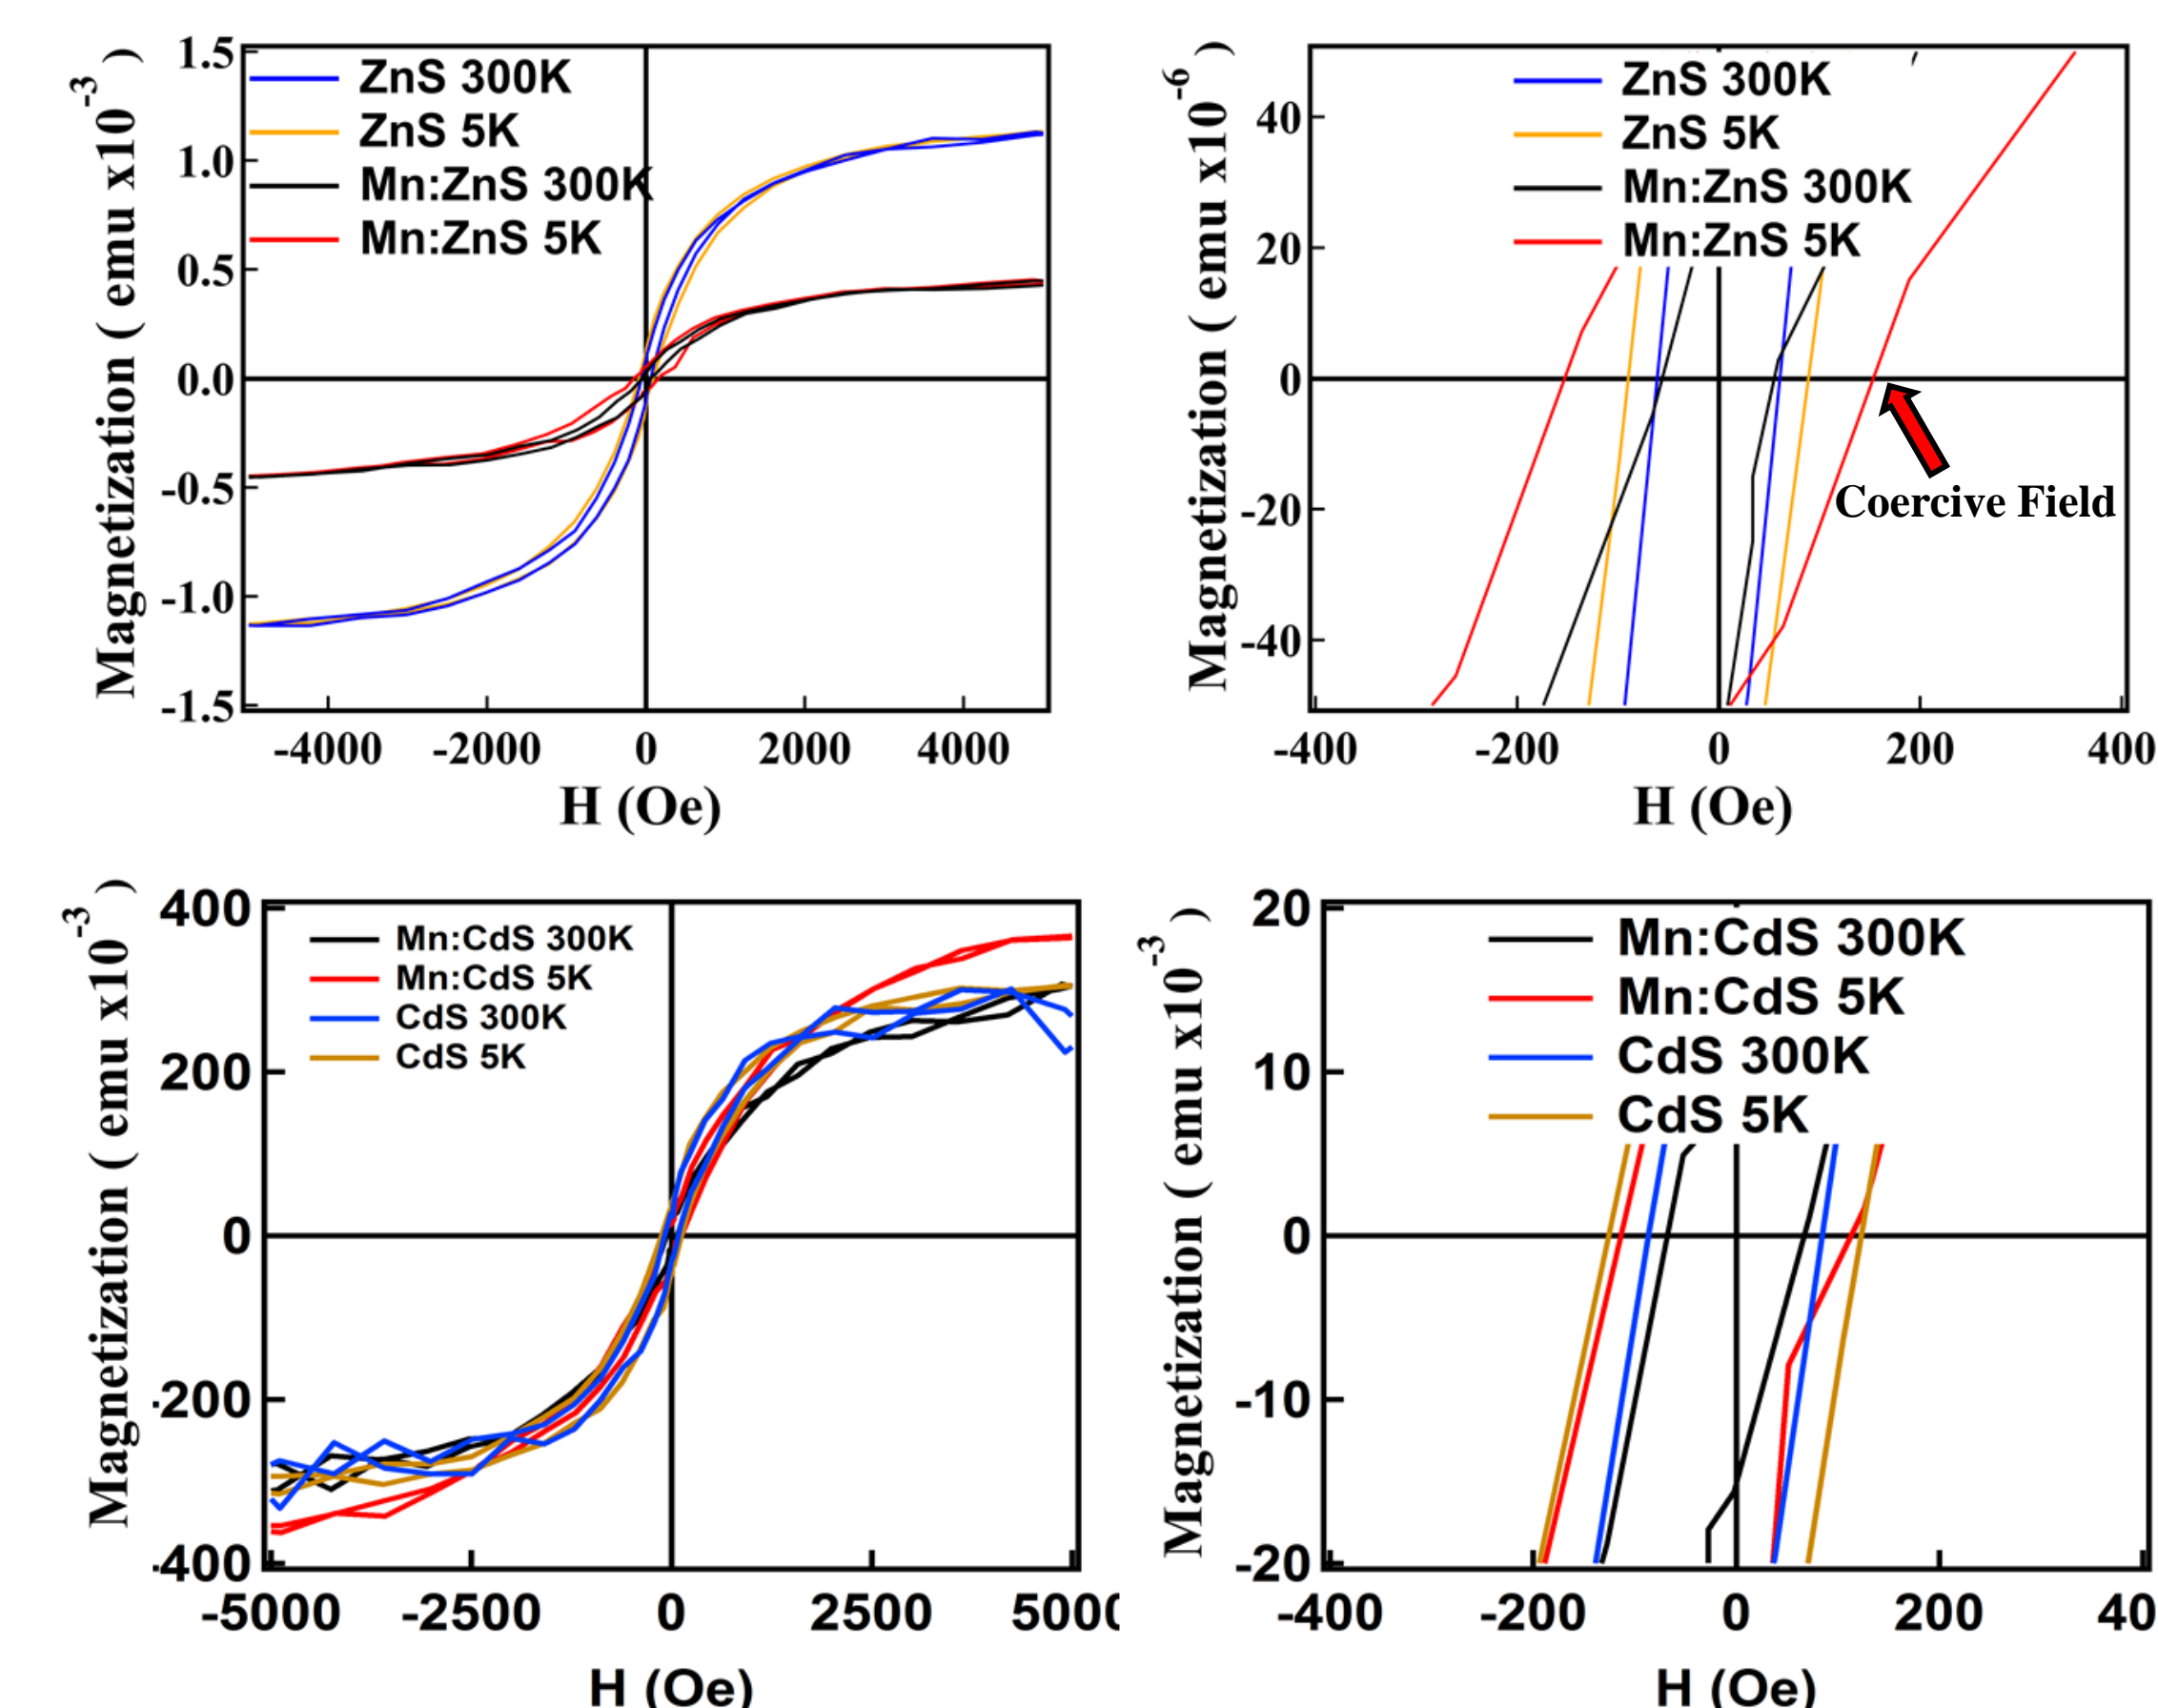 Magnetization ( emu x10⁻³ )
1.5
1.0
0.5
0.0
-0.5
-1.0
-1.5
ZnS 300K
ZnS 5K
Mn:ZnS 300K
Mn:ZnS 5K
-4000 -2000 0 2000 4000
H (Oe)
Magnetization ( emu x10⁻⁶ )
40
20
0
-20
-40
ZnS 300K
ZnS 5K
Mn:ZnS 300K
Mn:ZnS 5K
Coercive Field
-400 -200 0 200 400
H (Oe)
Magnetization ( emu x10⁻³ )
400
200
0
-200
-400
Mn:CdS 300K
Mn:CdS 5K
CdS 300K
CdS 5K
-5000 -2500 0 2500 5000
H (Oe)
Magnetization ( emu x10⁻³ )
20
10
0
-10
-20
Mn:CdS 300K
Mn:CdS 5K
CdS 300K
CdS 5K
-400 -200 0 200 40
H (Oe)